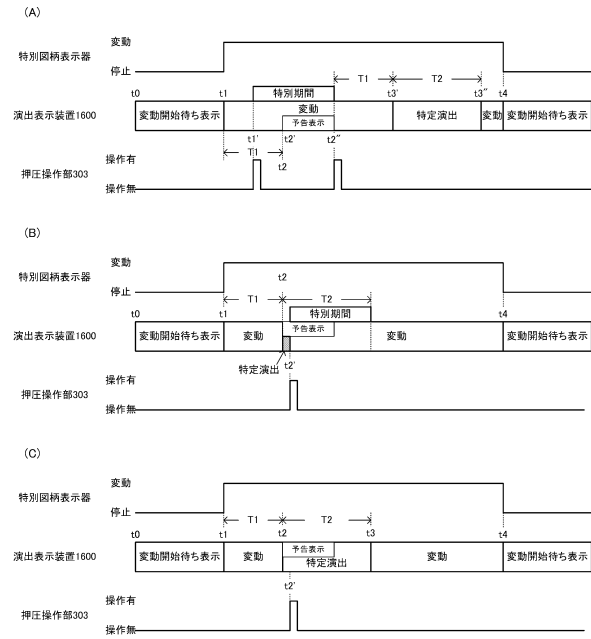 (A)
変動
特別図柄表示器
停止
T1 T2
t0 t1 特別期間 t3' t3'' t4
演出表示装置1600 変動開始待ち表示 変動 予告表示 特定演出 変動 変動開始待ち表示
t1' t2' t2''
T1
t2
操作有
押圧操作部303
操作無
(B)
変動
特別図柄表示器 t2
停止
T1 T2
t0 t1 特別期間 t4
演出表示装置1600 変動開始待ち表示 変動 予告表示 変動 変動開始待ち表示
特定演出 t2'
操作有
押圧操作部303
操作無
(C)
変動
特別図柄表示器
停止
T1 T2
t0 t1 t2 t3 t4
演出表示装置1600 変動開始待ち表示 変動 予告表示 特定演出 変動 変動開始待ち表示
t2'
操作有
押圧操作部303
操作無